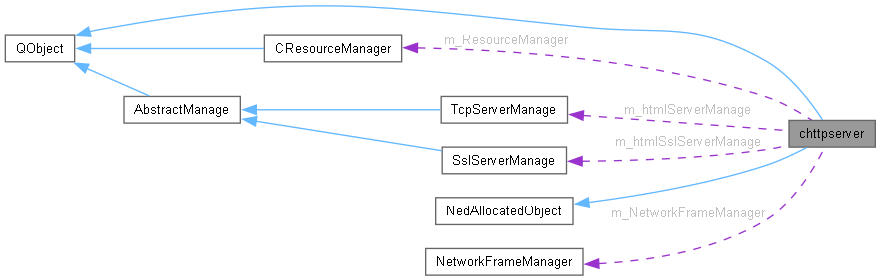 QObject
CResourceManager
m_ResourceManager
AbstractManage
TcpServerManage
m_htmlServerManage
chttpserver
m_htmlSslServerManage
SslServerManage
NedAllocatedObject
m_NetworkFrameManager
NetworkFrameManager